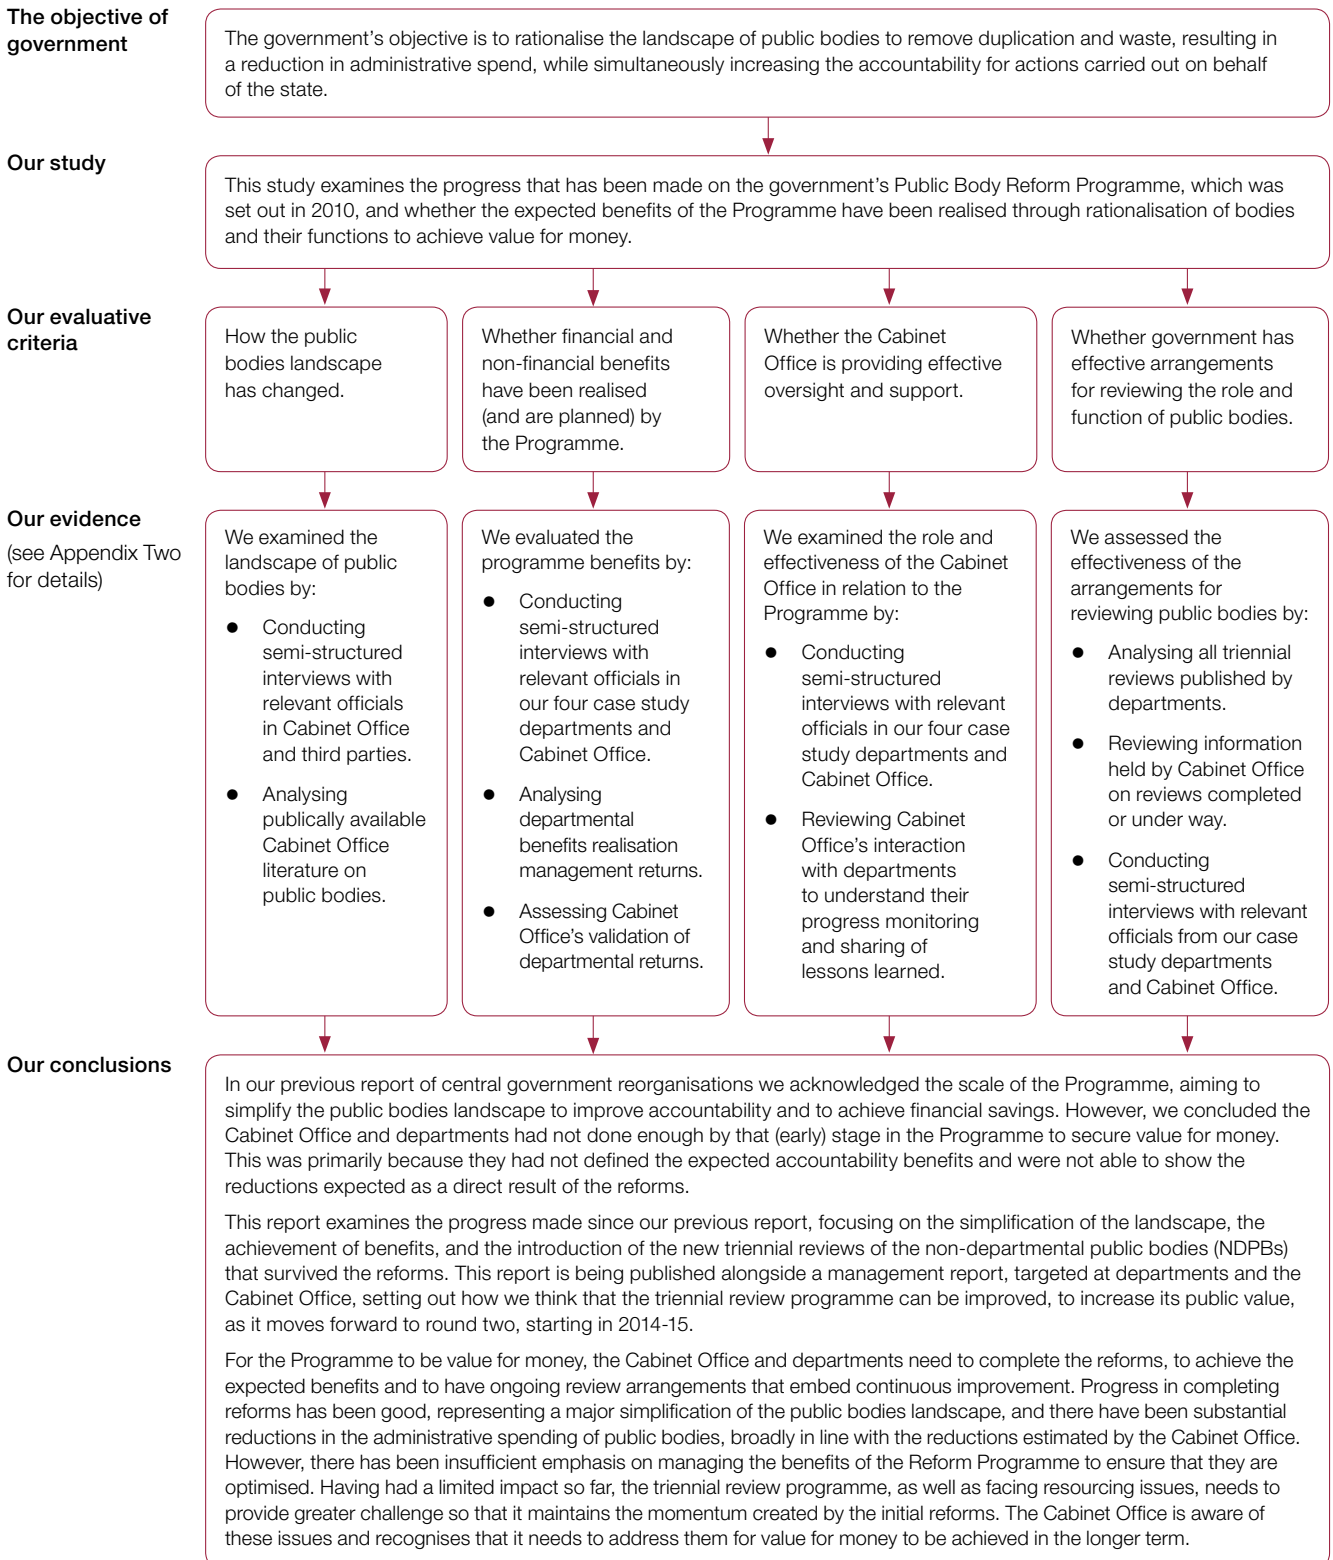 The objective of
government
The government's objective is to rationalise the landscape of public bodies to remove duplication and waste, resulting in
a reduction in administrative spend, while simultaneously increasing the accountability for actions carried out on behalf
of the state.
Our study
This study examines the progress that has been made on the government's Public Body Reform Programme, which was
set out in 2010, and whether the expected benefits of the Programme have been realised through rationalisation of bodies
and their functions to achieve value for money.
Our evaluative
criteria
How the public
bodies landscape
has changed.
Whether financial and
non-financial benefits
have been realised
(and are planned) by
the Programme.
Whether the Cabinet
Office is providing effective
oversight and support.
Whether government has
effective arrangements
for reviewing the role and
function of public bodies.
Our evidence
(see Appendix Two
for details)
We examined the
landscape of public
bodies by:
● Conducting
semi-structured
interviews with
relevant officials
in Cabinet Office
and third parties.
● Analysing
publically available
Cabinet Office
literature on
public bodies.
We evaluated the
programme benefits by:
● Conducting
semi-structured
interviews with
relevant officials in
our four case study
departments and
Cabinet Office.
● Analysing
departmental
benefits realisation
management returns.
● Assessing Cabinet
Office's validation of
departmental returns.
We examined the role and
effectiveness of the Cabinet
Office in relation to the
Programme by:
● Conducting
semi-structured
interviews with relevant
officials in our four case
study departments and
Cabinet Office.
● Reviewing Cabinet
Office's interaction
with departments
to understand their
progress monitoring
and sharing of
lessons learned.
We assessed the
effectiveness of the
arrangements for
reviewing public bodies by:
● Analysing all triennial
reviews published by
departments.
● Reviewing information
held by Cabinet Office
on reviews completed
or under way.
● Conducting
semi-structured
interviews with relevant
officials from our case
study departments
and Cabinet Office.
Our conclusions
In our previous report of central government reorganisations we acknowledged the scale of the Programme, aiming to
simplify the public bodies landscape to improve accountability and to achieve financial savings. However, we concluded the
Cabinet Office and departments had not done enough by that (early) stage in the Programme to secure value for money.
This was primarily because they had not defined the expected accountability benefits and were not able to show the
reductions expected as a direct result of the reforms.
This report examines the progress made since our previous report, focusing on the simplification of the landscape, the
achievement of benefits, and the introduction of the new triennial reviews of the non-departmental public bodies (NDPBs)
that survived the reforms. This report is being published alongside a management report, targeted at departments and the
Cabinet Office, setting out how we think that the triennial review programme can be improved, to increase its public value,
as it moves forward to round two, starting in 2014-15.
For the Programme to be value for money, the Cabinet Office and departments need to complete the reforms, to achieve the
expected benefits and to have ongoing review arrangements that embed continuous improvement. Progress in completing
reforms has been good, representing a major simplification of the public bodies landscape, and there have been substantial
reductions in the administrative spending of public bodies, broadly in line with the reductions estimated by the Cabinet Office.
However, there has been insufficient emphasis on managing the benefits of the Reform Programme to ensure that they are
optimised. Having had a limited impact so far, the triennial review programme, as well as facing resourcing issues, needs to
provide greater challenge so that it maintains the momentum created by the initial reforms. The Cabinet Office is aware of
these issues and recognises that it needs to address them for value for money to be achieved in the longer term.